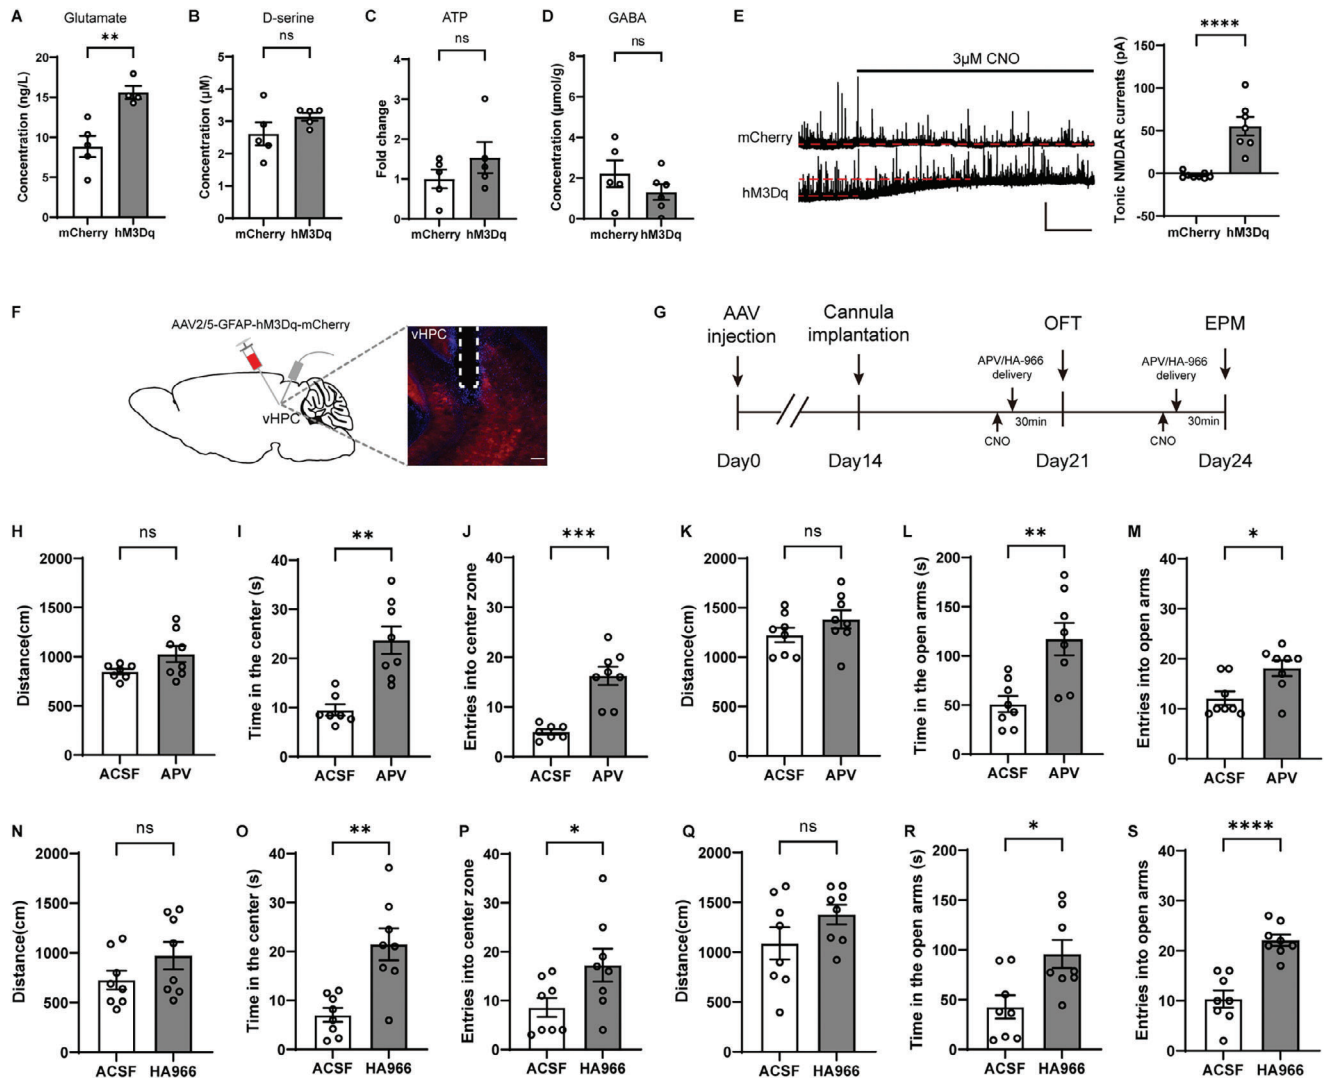 A Glutamate
**
Concentration (ng/L)
20
15
10
5
0
mCherry hM3Dq
B D-serine
ns
Concentration (μM)
5
4
3
2
1
0
mCherry hM3Dq
C ATP
ns
Fold change
4
2
0
mCherry hM3Dq
D GABA
ns
Concentration (μmol/g)
8
6
4
2
0
mcherry hM3Dq
E
3μM CNO
mCherry
hM3Dq
****
Tonic NMDAR currents (pA)
150
100
50
0
-50
mCherry hM3Dq
F
AAV2/5-GFAP-hM3Dq-mCherry
vHPC
vHPC
G
AAV injection
Cannula implantation
OFT
EPM
APV/HA-966 delivery
APV/HA-966 delivery
30min
30min
CNO
CNO
Day0
Day14
Day21
Day24
H
ns
Distance(cm)
2000
1500
1000
500
0
ACSF APV
I
**
Time in the center (s)
40
30
20
10
0
ACSF APV
J
***
Entries into center zone
40
30
20
10
0
ACSF APV
K
ns
Distance(cm)
2000
1500
1000
500
0
ACSF APV
L
**
Time in the open arms (s)
200
150
100
50
0
ACSF APV
M
*
Entries into open arms
40
30
20
10
0
ACSF APV
N
ns
Distance(cm)
2000
1500
1000
500
0
ACSF HA966
O
**
Time in the center (s)
40
30
20
10
0
ACSF HA966
P
*
Entries into center zone
40
30
20
10
0
ACSF HA966
Q
ns
Distance(cm)
2000
1500
1000
500
0
ACSF HA966
R
*
Time in the open arms (s)
200
150
100
50
0
ACSF HA966
S
****
Entries into open arms
40
30
20
10
0
ACSF HA966